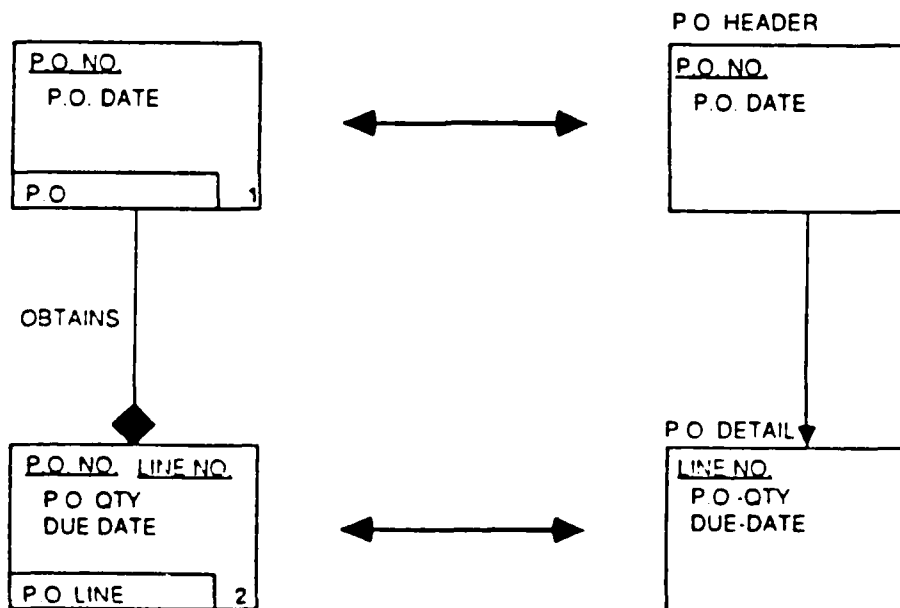 P O HEADER
P.O. NO.
P.O. DATE
P.O
1
P.O. NO.
P.O. DATE
OBTAINS
P.O. NO. LINE NO.
P O QTY
DUE DATE
P O LINE
2
P O DETAIL
LINE NO.
P.O-QTY
DUE-DATE